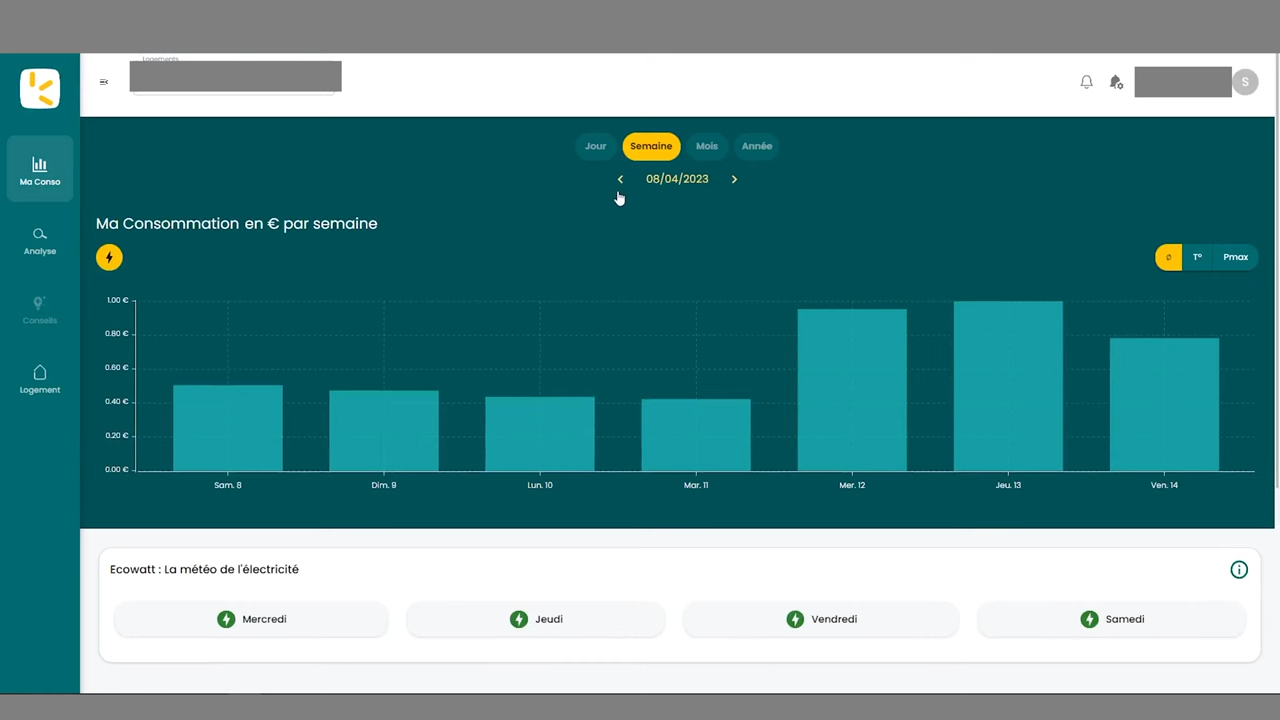 Logements
S
Ma Conso
Analyse
Conseils
Logement
Jour
Semaine
Mois
Année
08/04/2023
Ma Consommation en € par semaine
T°
Pmax
1.00 €
0.80 €
0.60 €
0.40 €
0.20 €
0.00 €
Sam. 8
Dim. 9
Lun. 10
Mar. 11
Mer. 12
Jeu. 13
Ven. 14
Ecowatt : La météo de l'électricité
Mercredi
Jeudi
Vendredi
Samedi